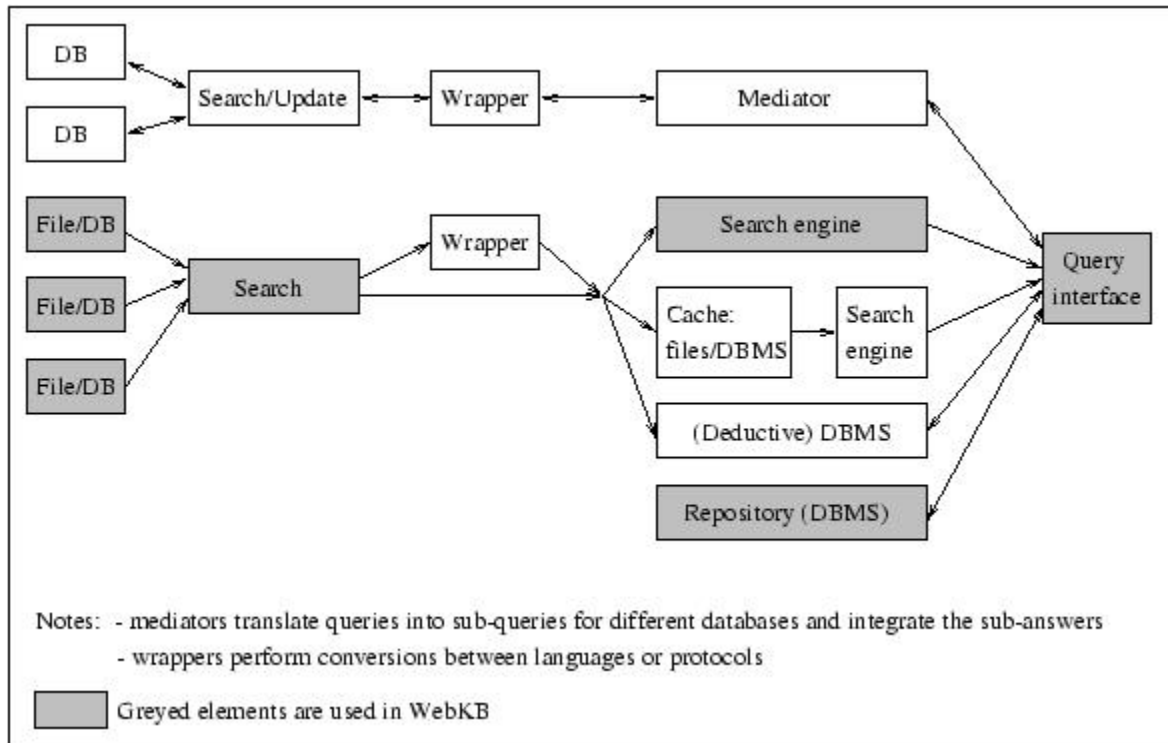 DB
Search/Update
Wrapper
Mediator
DB
File/DB
Search engine
Wrapper
Query
interface
Search
File/DB
Cache:
files/DBMS
Search
engine
File/DB
(Deductive) DBMS
Repository (DBMS)
Notes: - mediators translate queries into sub-queries for different databases and integrate the sub-answers
- wrappers perform conversions between languages or protocols
Greyed elements are used in WebKB